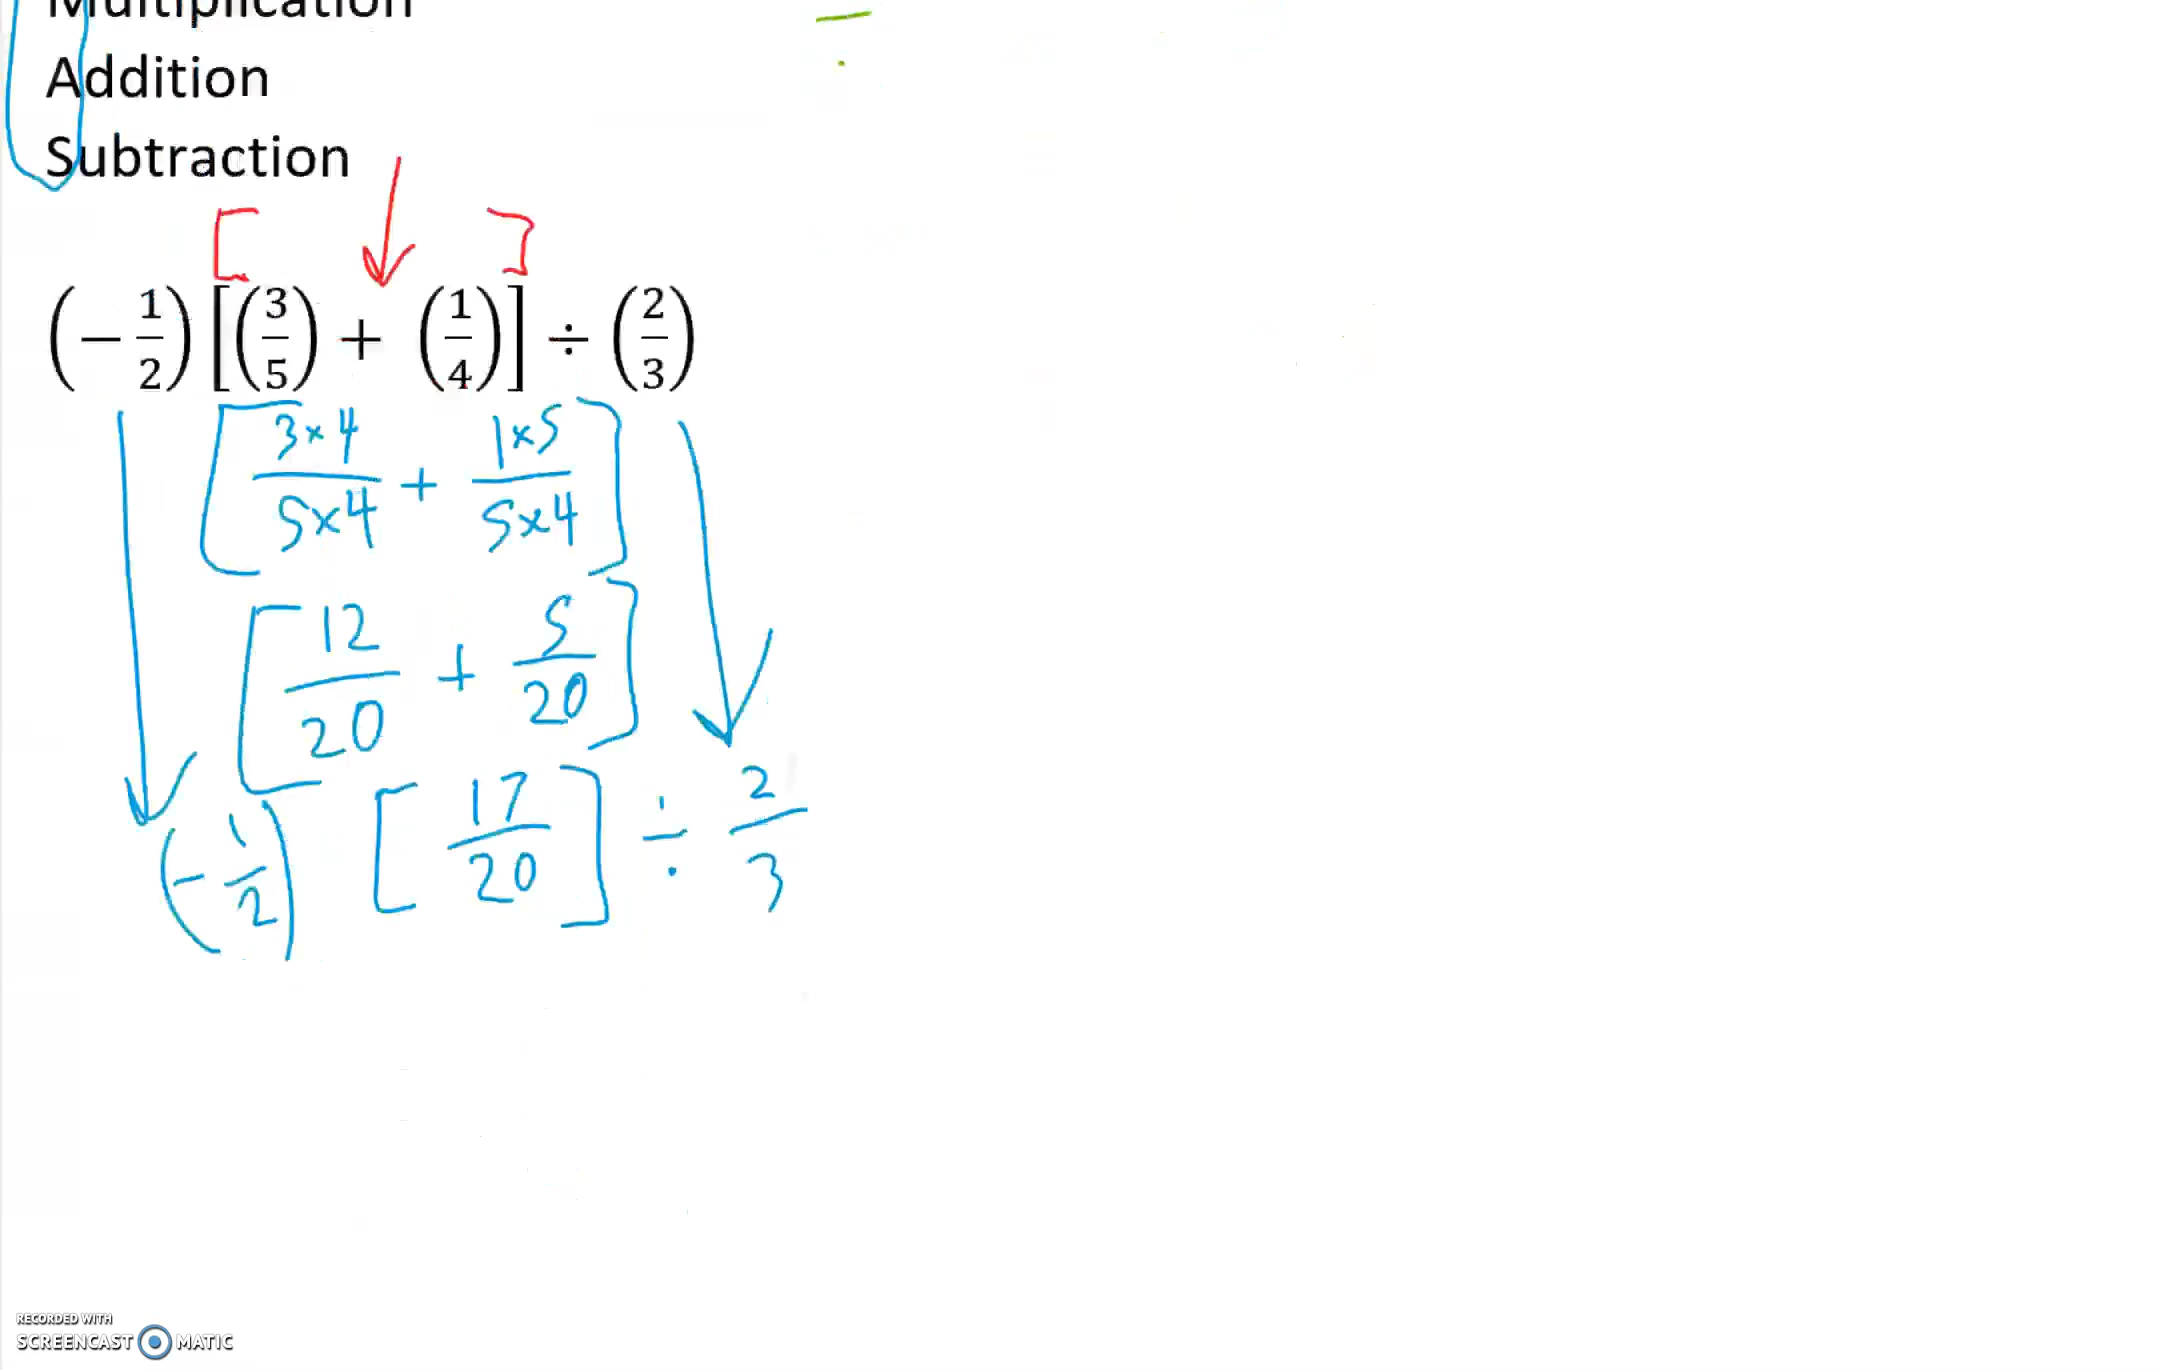 Multiplication
Addition
Subtraction
[ ]
(−1/2) [(3/5) + (1/4)] ÷ (2/3)
[3×4/5×4 + 1×5/5×4]
[12/20 + 5/20]
(−1/2) [17/20] ÷ 2/3
RECORDED WITH
SCREENCAST MATIC